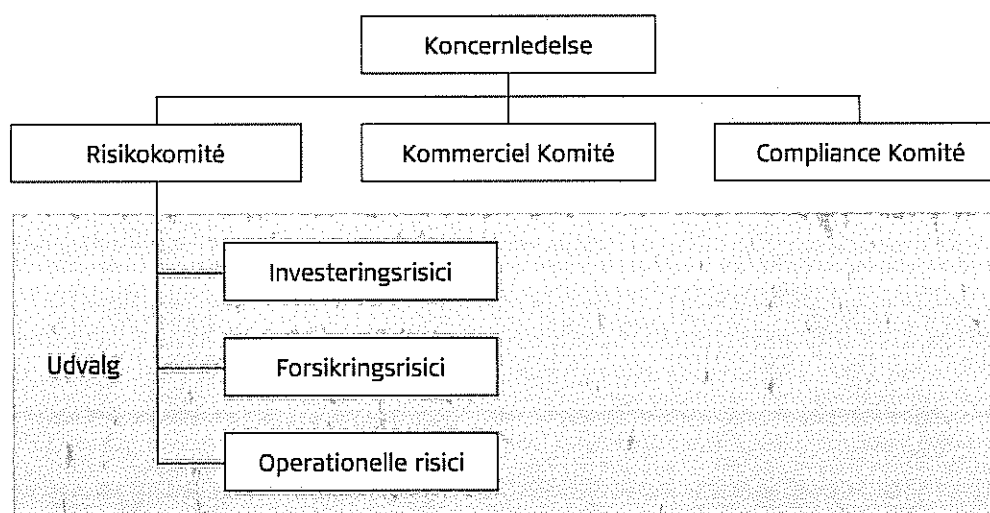 Koncernledelse
Risikokomité
Kommerciel Komité
Compliance Komité
Investeringsrisici
Udvalg
Forsikringsrisici
Operationelle risici